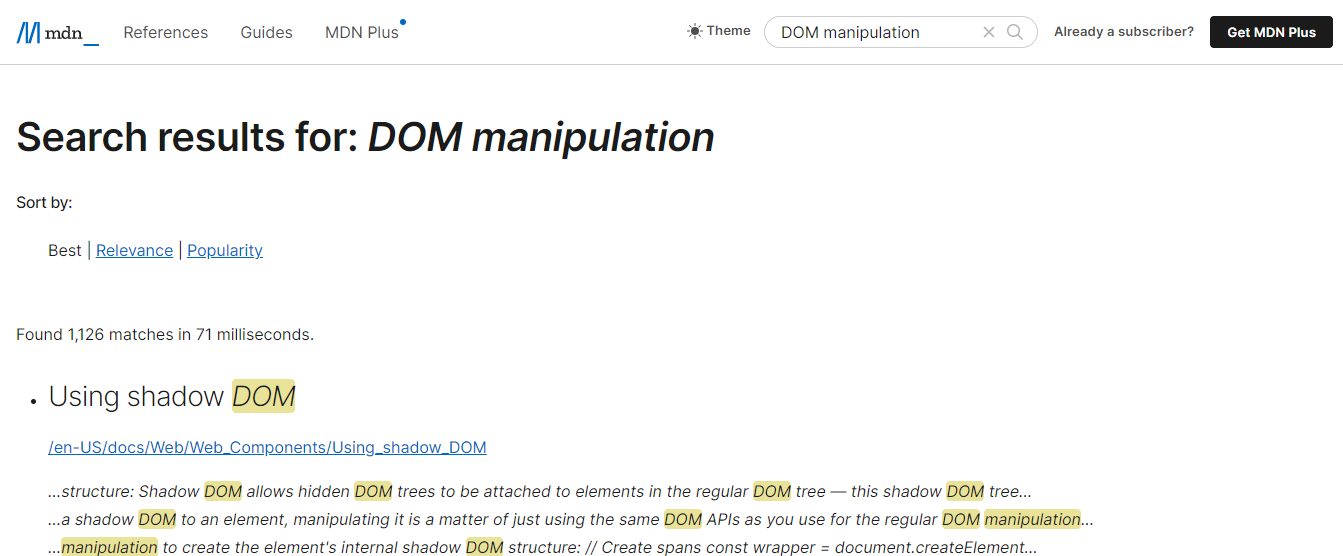 mdn_ References Guides MDN Plus Theme DOM manipulation Already a subscriber? Get MDN Plus
Search results for: DOM manipulation
Sort by:
Best | Relevance | Popularity
Found 1,126 matches in 71 milliseconds.
• Using shadow DOM
/en-US/docs/Web/Web_Components/Using_shadow_DOM
…structure: Shadow DOM allows hidden DOM trees to be attached to elements in the regular DOM tree — this shadow DOM tree…
…a shadow DOM to an element, manipulating it is a matter of just using the same DOM APIs as you use for the regular DOM manipulation…
…manipulation to create the element's internal shadow DOM structure: // Create spans const wrapper = document.createElement…